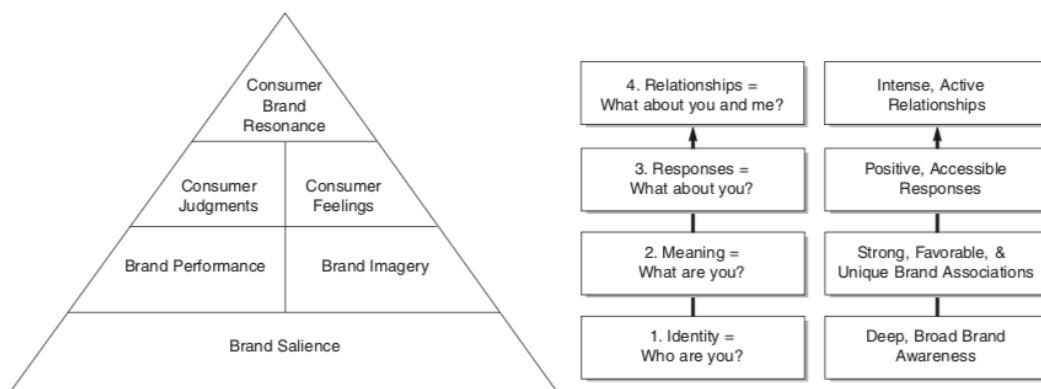 Consumer
Brand
Resonance
Consumer
Judgments
Consumer
Feelings
Brand Performance
Brand Imagery
Brand Salience
4. Relationships =
What about you and me?
Intense, Active
Relationships
3. Responses =
What about you?
Positive, Accessible
Responses
2. Meaning =
What are you?
Strong, Favorable, &
Unique Brand Associations
1. Identity =
Who are you?
Deep, Broad Brand
Awareness